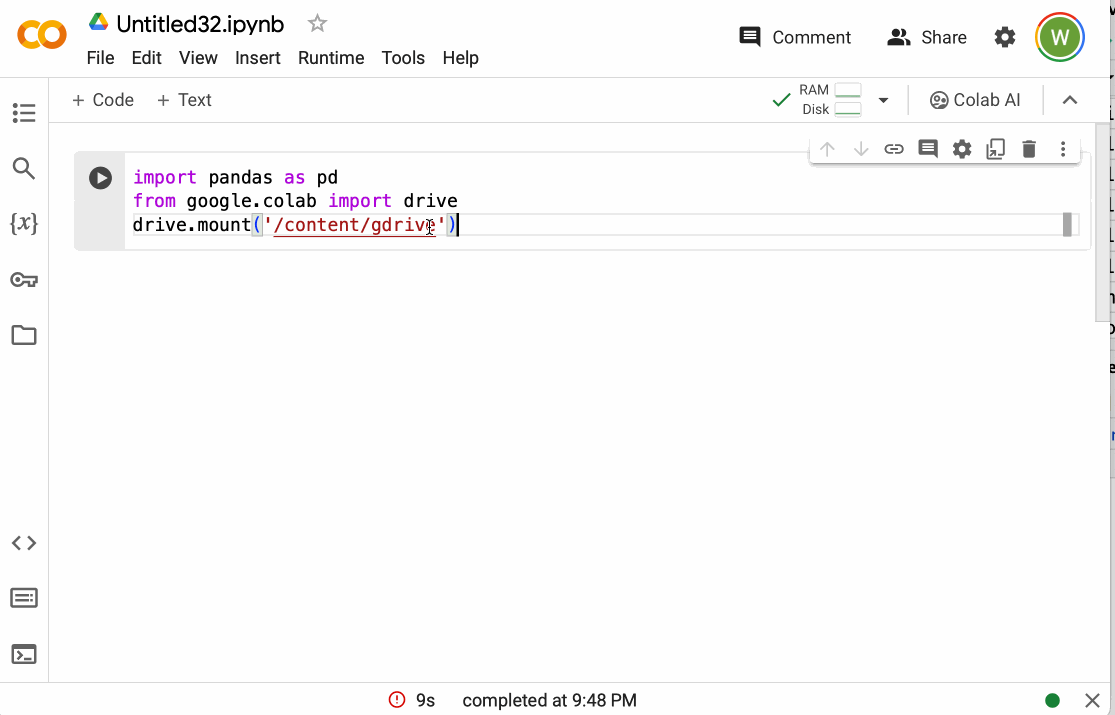 Untitled32.ipynb
File Edit View Insert Runtime Tools Help
Comment Share W
+ Code + Text
RAM
Disk
Colab AI
{x}
import pandas as pd
from google.colab import drive
drive.mount('/content/gdrive')
9s completed at 9:48 PM